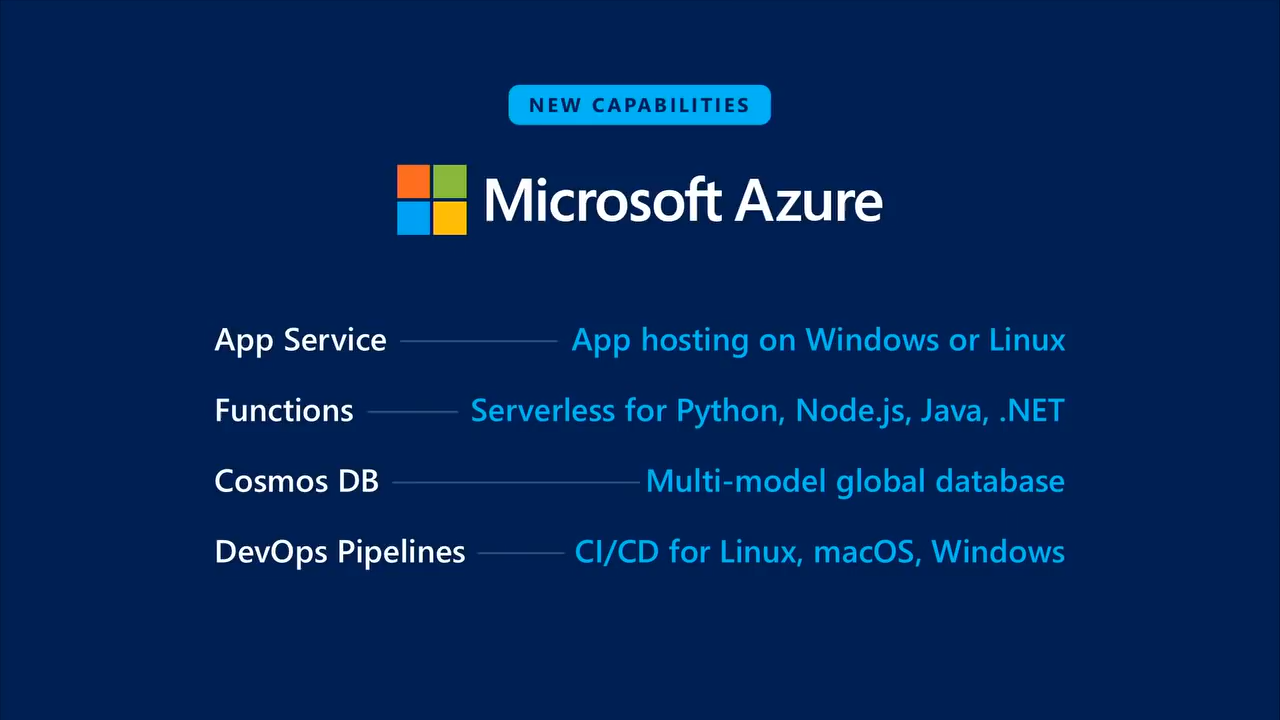 NEW CAPABILITIES
Microsoft Azure
App Service App hosting on Windows or Linux
Functions Serverless for Python, Node.js, Java, .NET
Cosmos DB Multi-model global database
DevOps Pipelines CI/CD for Linux, macOS, Windows